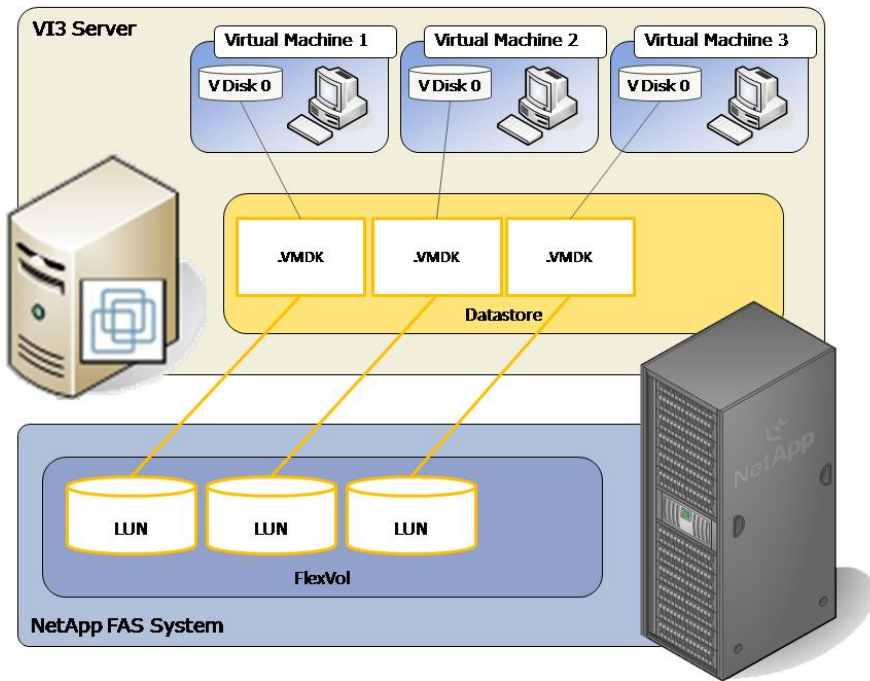 VI3 Server
Virtual Machine 1
Virtual Machine 2
Virtual Machine 3
V Disk 0
V Disk 0
V Disk 0
.VMDK
.VMDK
.VMDK
Datastore
NetApp
LUN
LUN
LUN
FlexVol
NetApp FAS System